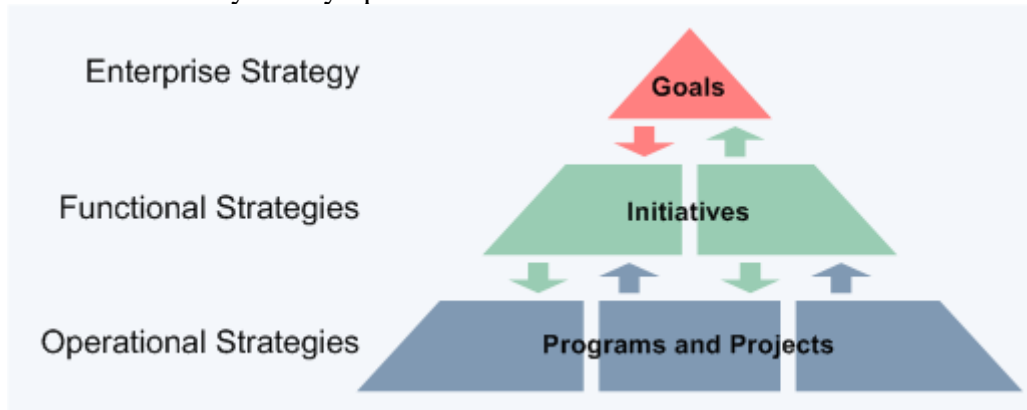 Enterprise Strategy
Goals
Functional Strategies
Initiatives
Operational Strategies
Programs and Projects